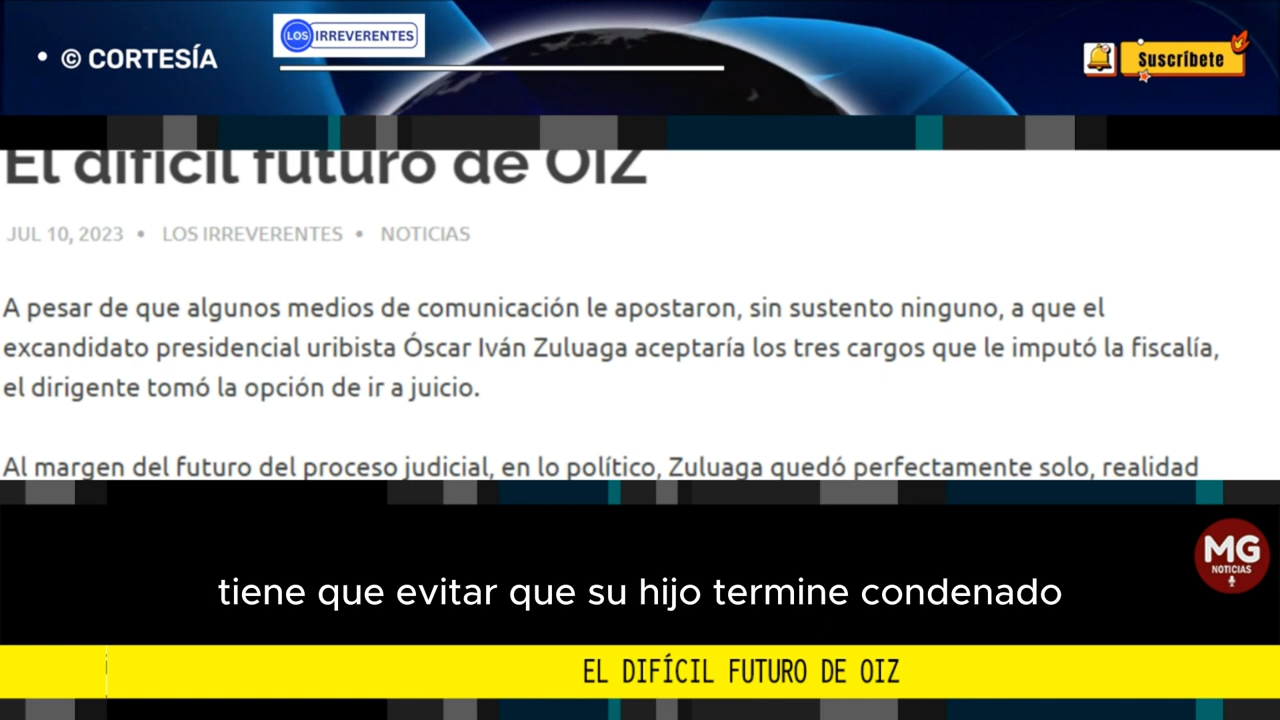 • © CORTESÍA
LOS IRREVERENTES
Suscríbete
El difícil futuro de OIZ
JUL 10, 2023 • LOS IRREVERENTES • NOTICIAS
A pesar de que algunos medios de comunicación le apostaron, sin sustento ninguno, a que el
excandidato presidencial uribista Óscar Iván Zuluaga aceptaría los tres cargos que le imputó la fiscalía,
el dirigente tomó la opción de ir a juicio.
Al margen del futuro del proceso judicial, en lo político, Zuluaga quedó perfectamente solo, realidad
MG
NOTICIAS
tiene que evitar que su hijo termine condenado
EL DIFÍCIL FUTURO DE OIZ